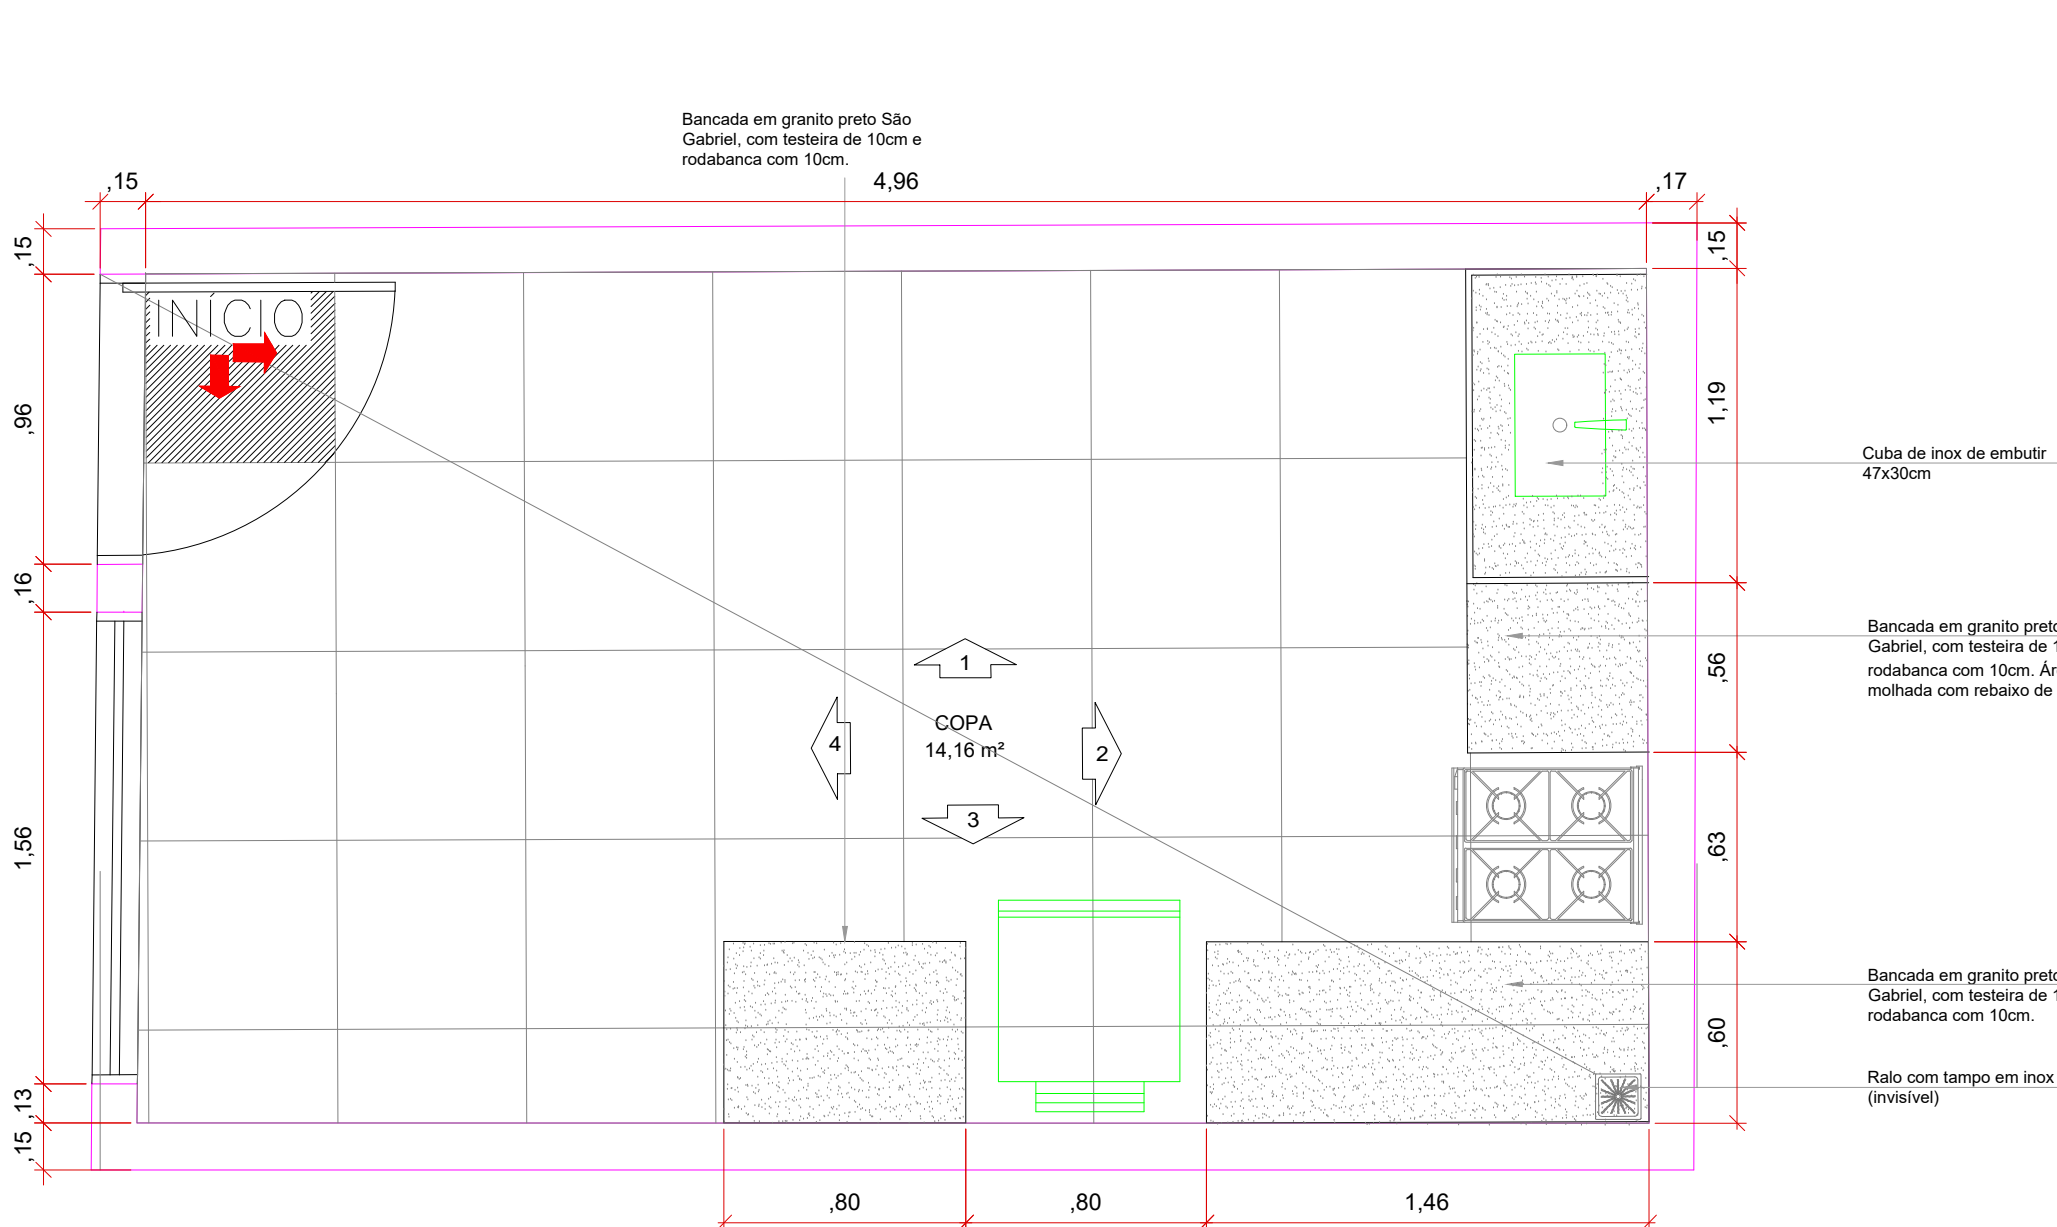 Bancada em granito preto São
Gabriel, com testeira de 10cm e
rodabanca com 10cm.
,15
4,96
,17
,15
,15
INÍCIO
,96
1,19
Cuba de inox de embutir
47x30cm
,16
,56
Bancada em granito preto
Gabriel, com testeira de 1
rodabanca com 10cm.
molhada com rebaixo de
1
COPA
14,16 m²
4
2
3
1,56
,63
Bancada em granito preto
Gabriel, com testeira de 1
rodabanca com 10cm.
,60
Ralo com tampo em inox
(invisível)
,13
,15
,80
,80
1,46